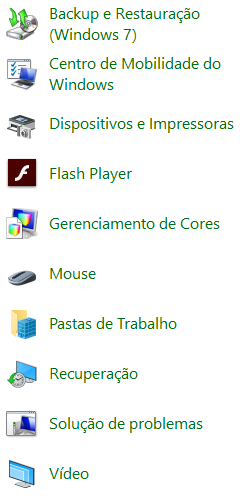 Backup e Restauração
(Windows 7)
Centro de Mobilidade do
Windows
Dispositivos e Impressoras
Flash Player
Gerenciamento de Cores
Mouse
Pastas de Trabalho
Recuperação
Solução de problemas
Vídeo